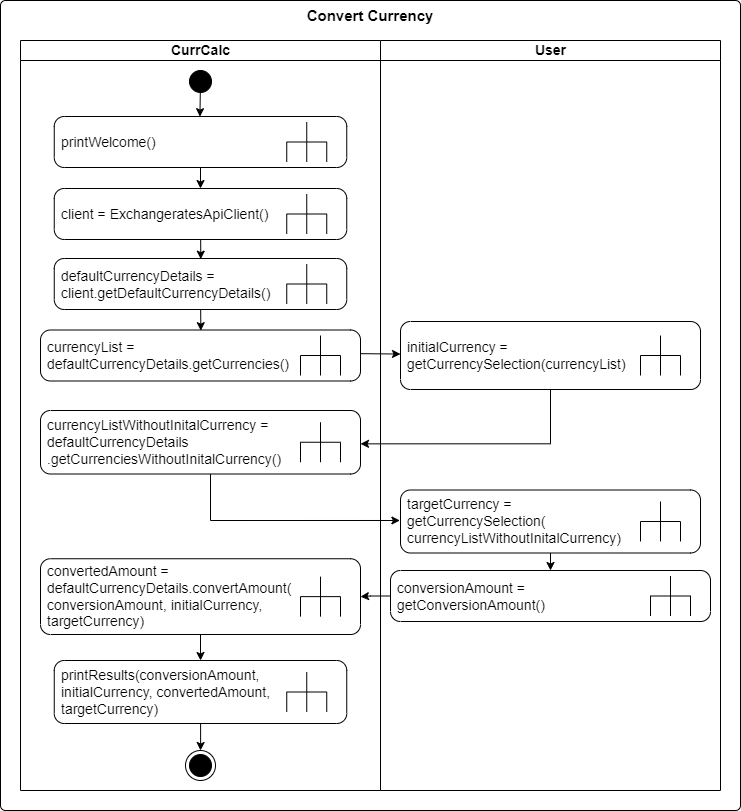 Convert Currency
CurrCalc
User
printWelcome()
client = ExchangeratesApiClient()
defaultCurrencyDetails =
client.getDefaultCurrencyDetails()
currencyList =
defaultCurrencyDetails.getCurrencies()
initialCurrency =
getCurrencySelection(currencyList)
currencyListWithoutInitalCurrency =
defaultCurrencyDetails
.getCurrenciesWithoutInitalCurrency()
targetCurrency =
getCurrencySelection(
currencyListWithoutInitalCurrency)
conversionAmount =
getConversionAmount()
convertedAmount =
defaultCurrencyDetails.convertAmount(
conversionAmount, initialCurrency,
targetCurrency)
printResults(conversionAmount,
initialCurrency, convertedAmount,
targetCurrency)